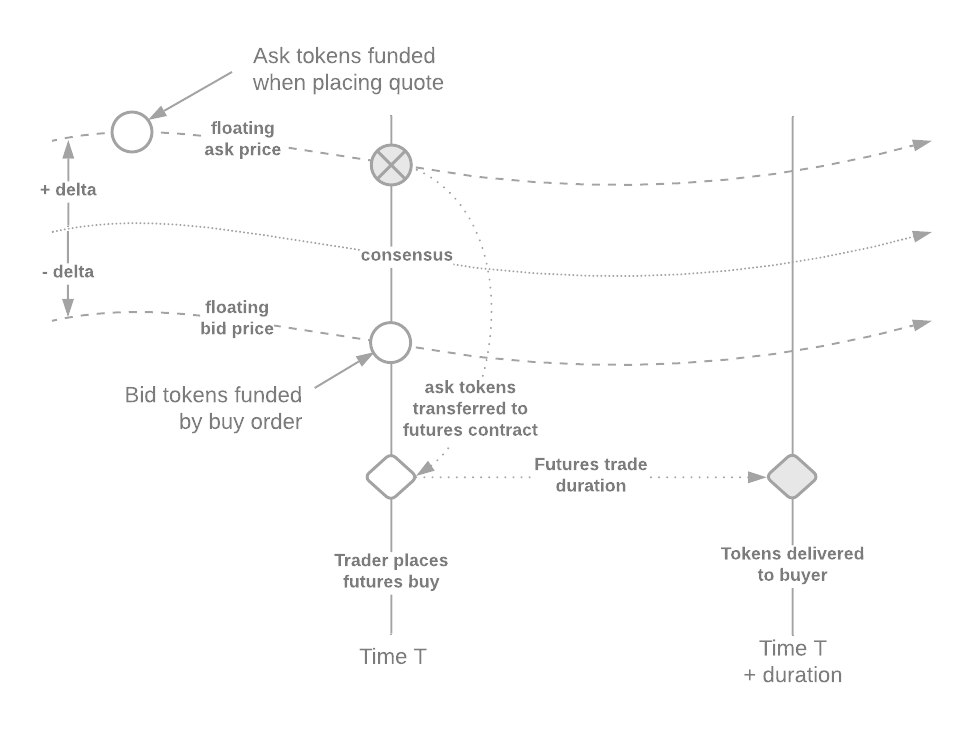 Ask tokens funded
when placing quote
floating
ask price
+ delta
consensus
- delta
floating
bid price
Bid tokens funded
by buy order
ask tokens
transferred to
futures contract
Futures trade
duration
Trader places
futures buy
Tokens delivered
to buyer
Time T
Time T
+ duration